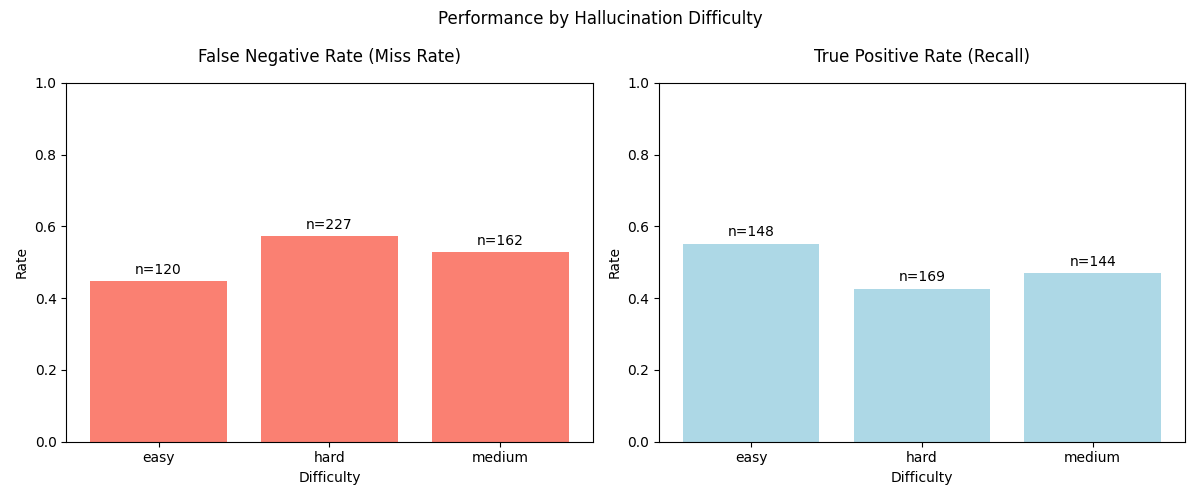 Performance by Hallucination Difficulty
False Negative Rate (Miss Rate)
1.0
0.8
0.6
0.4
0.2
0.0
Rate
n=120
n=227
n=162
easy
hard
medium
Difficulty
True Positive Rate (Recall)
1.0
0.8
0.6
0.4
0.2
0.0
Rate
n=148
n=169
n=144
easy
hard
medium
Difficulty